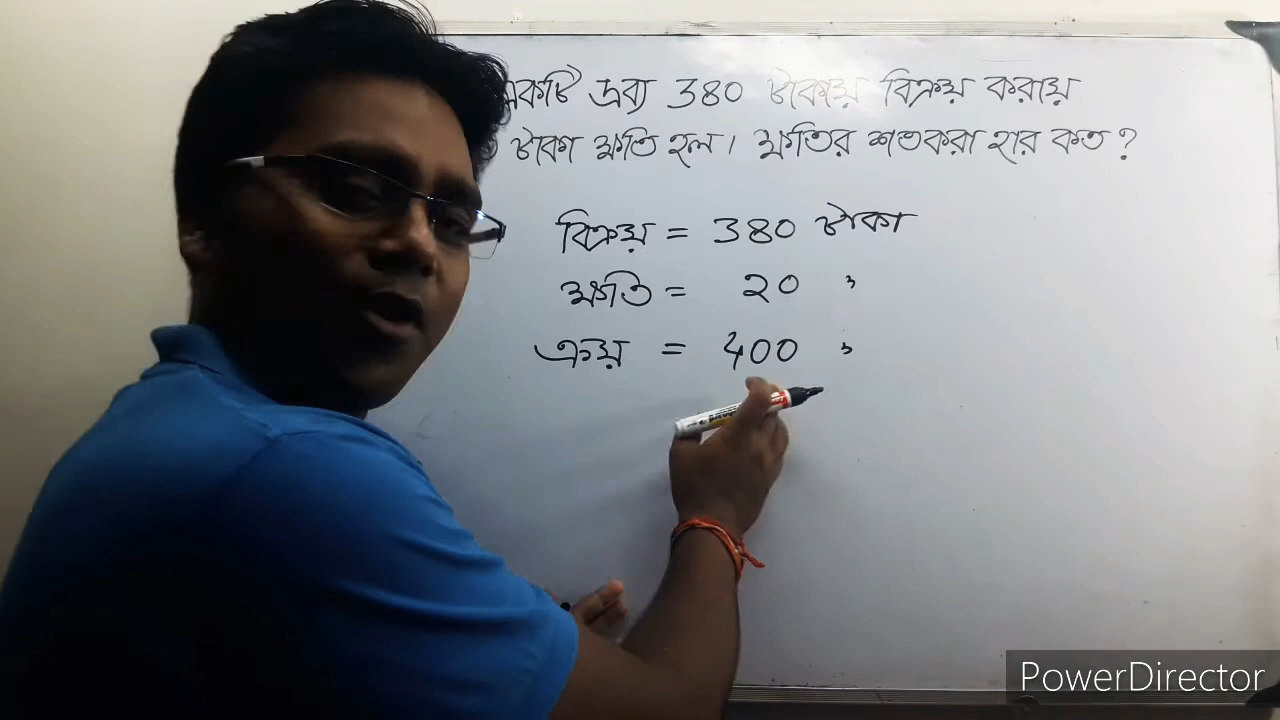 একটি দ্রব্য 380 টাকায় বিক্রয় করায়
টাকা ক্ষতি হল। ক্ষতির শতকরা হার কত?
বিক্রয় = 380 টাকা
ক্ষতি = 20 "
ক্রয় = 400 "
PowerDirector